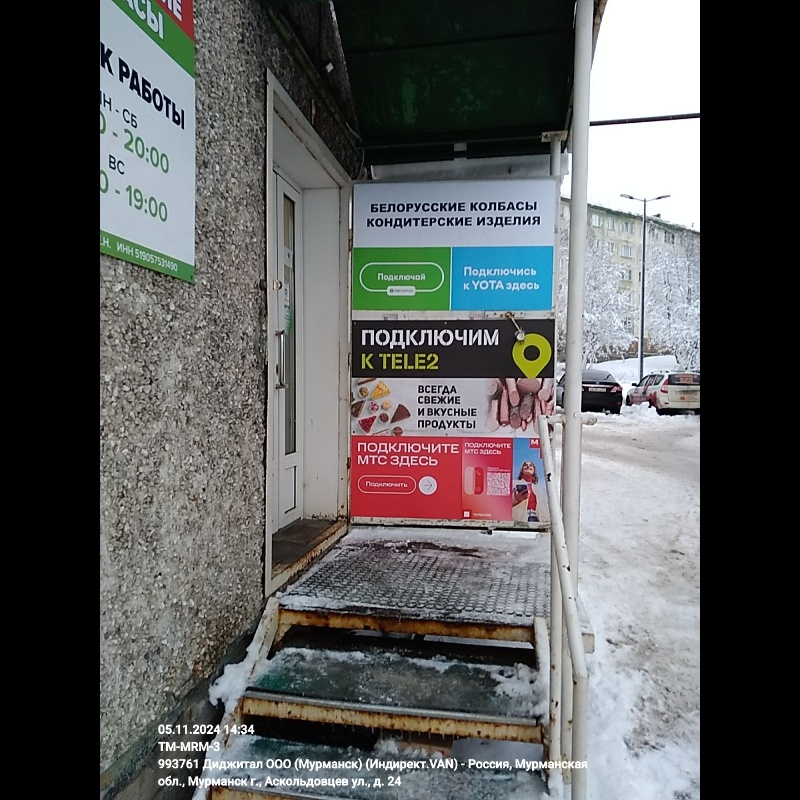 АСЫ
К РАБОТЫ
- СБ
- 20:00
ВС
- 19:00
ИНН 519057531490
БЕЛОРУССКИЕ КОЛБАСЫ
КОНДИТЕРСКИЕ ИЗДЕЛИЯ
Подключай
Подключись
к YOTA здесь
ПОДКЛЮЧИМ
К TELE2
ВСЕГДА
СВЕЖИЕ
И ВКУСНЫЕ
ПРОДУКТЫ
ПОДКЛЮЧИТЕ
МТС ЗДЕСЬ
Подключить
ПОДКЛЮЧИТЕ
МТС ЗДЕСЬ
М
05.11.2024 14:34
TM-MRM-3
993761 Диджитал ООО (Мурманск) (Индирект.VAN) - Россия, Мурманская
обл., Мурманск г., Аскольдовцев ул., д. 24